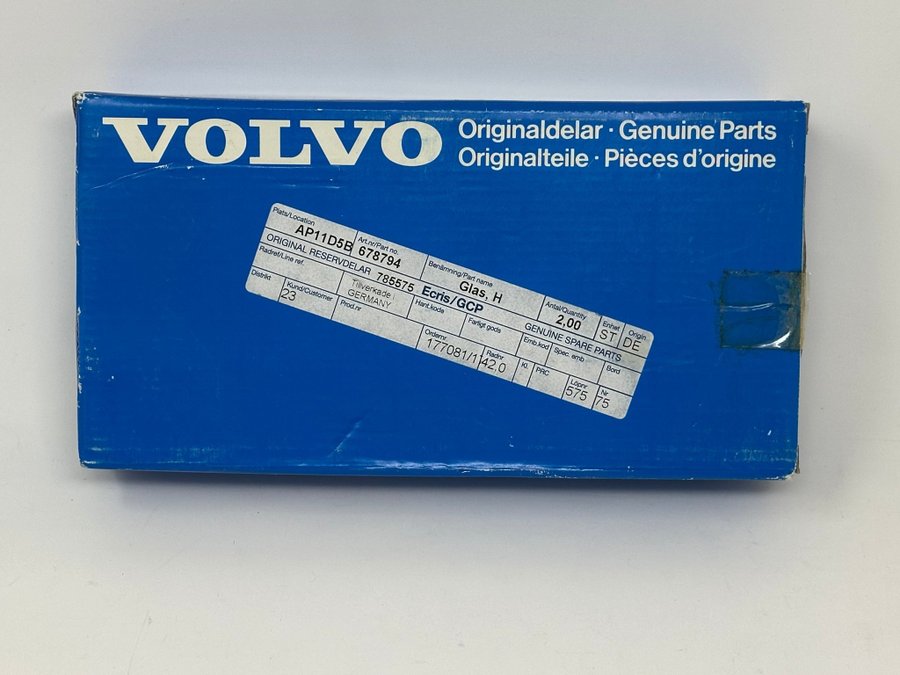 VOLVO
Originaldelar · Genuine Parts
Originalteile · Pièces d'origine
Plats/Location
AP11D5B
Art.nr/Part no.
678794
Benämning/Part name
Glas, H
Antal/Quantity
2,00
Enhet
ST
Origin
DE
ORIGINAL RESERVDELAR 785575 Ecris/GCP GENUINE SPARE PARTS
Radref/Line ref.
Tillverkade i
GERMANY
Hant.kode
Farligt gods
Emb.kod
Spec. emb
Bord
Distrikt
Kund/Customer
23
Prod.nr
Ordernr
177081/1
Radnr
142,0
Kl.
PRC
Löpnr
575
Nr
75